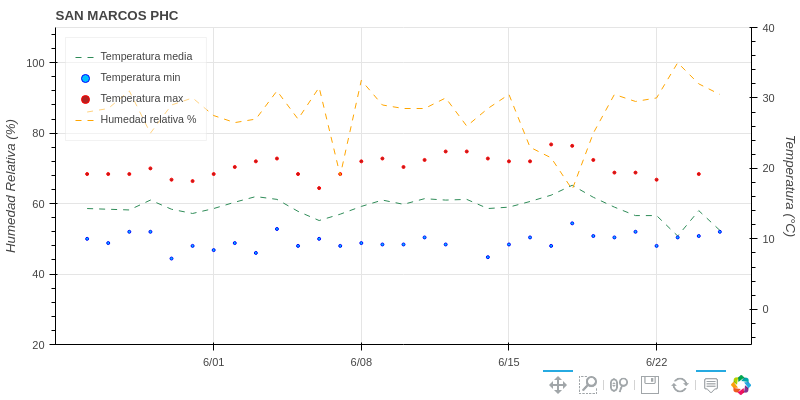 SAN MARCOS PHC
Temperatura media
Temperatura min
Temperatura max
Humedad relativa %
Humedad Relativa (%)
100
80
60
40
20
Temperatura (°C)
40
30
20
10
0
6/01
6/08
6/15
6/22